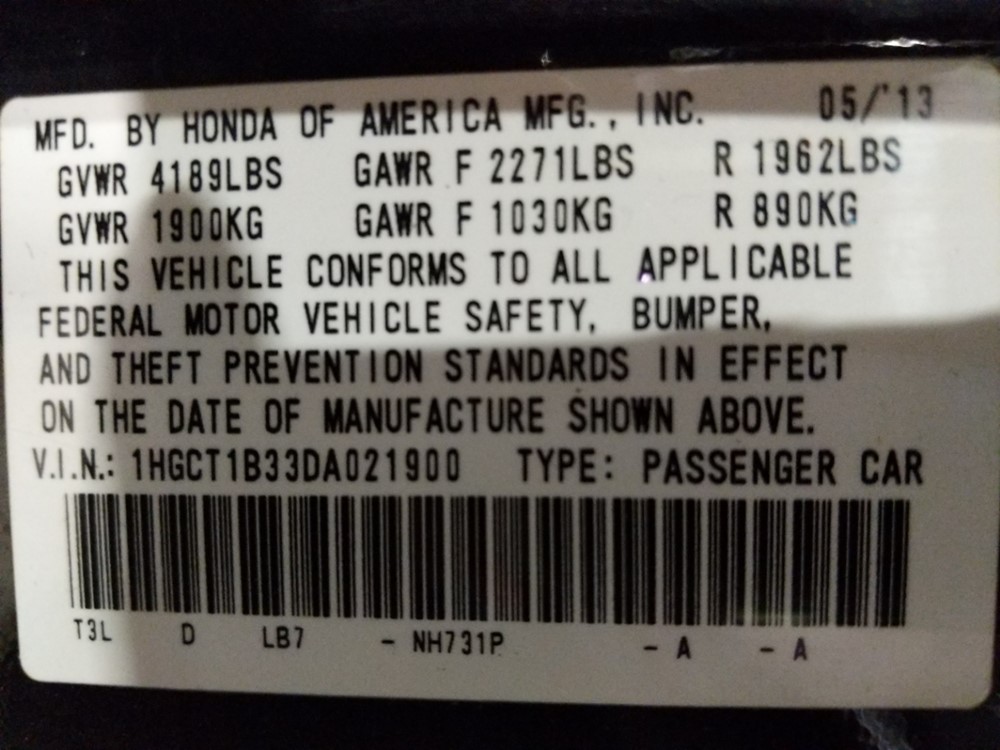 MFD. BY HONDA OF AMERICA MFG., INC. 05/'13
GVWR 4189LBS GAWR F 2271LBS R 1962LBS
GVWR 1900KG GAWR F 1030KG R 890KG
THIS VEHICLE CONFORMS TO ALL APPLICABLE
FEDERAL MOTOR VEHICLE SAFETY, BUMPER,
AND THEFT PREVENTION STANDARDS IN EFFECT
ON THE DATE OF MANUFACTURE SHOWN ABOVE.
V.I.N.: 1HGCT1B33DA021900 TYPE: PASSENGER CAR
T3L D LB7 - NH731P - A - A